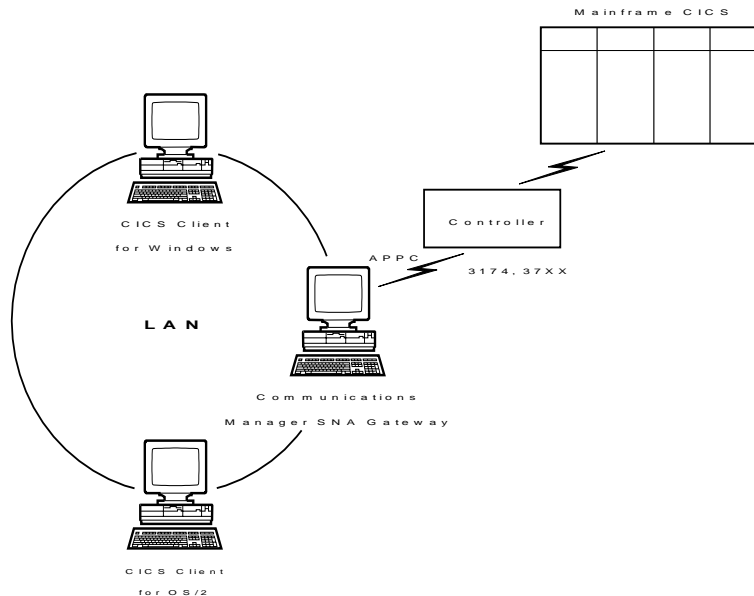 Mainframe CICS
CICS Client
for Windows
Controller
APPC
3174, 37XX
LAN
Communications
Manager SNA Gateway
CICS Client
for OS/2